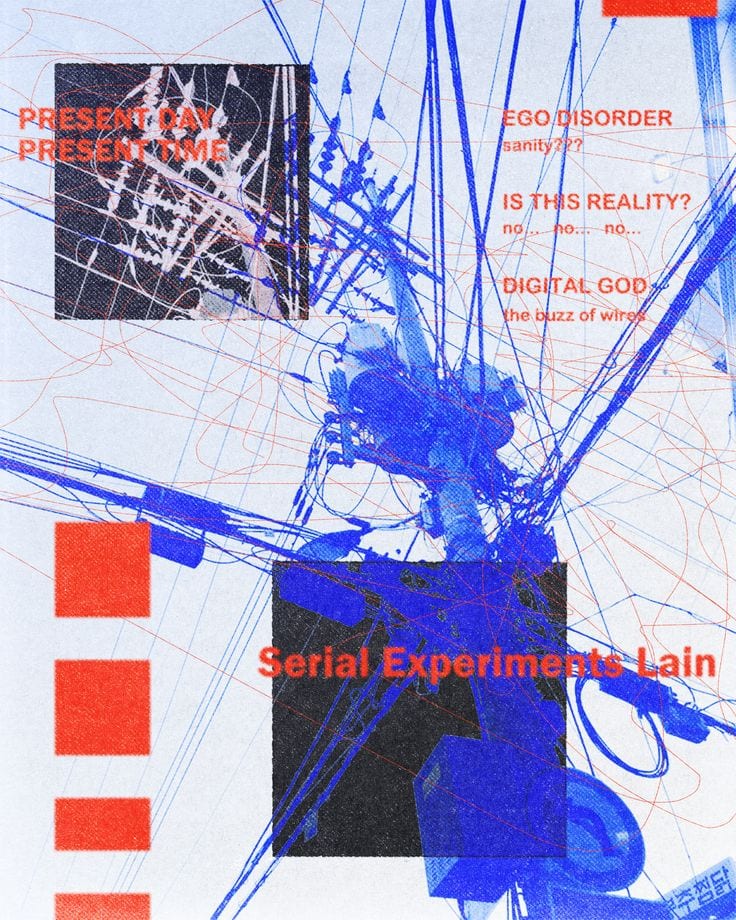 PRESENT DAY
PRESENT TIME
EGO DISORDER
sanity???
IS THIS REALITY?
no... no... no...
DIGITAL GOD
the buzz of wires
Serial Experiments Lain